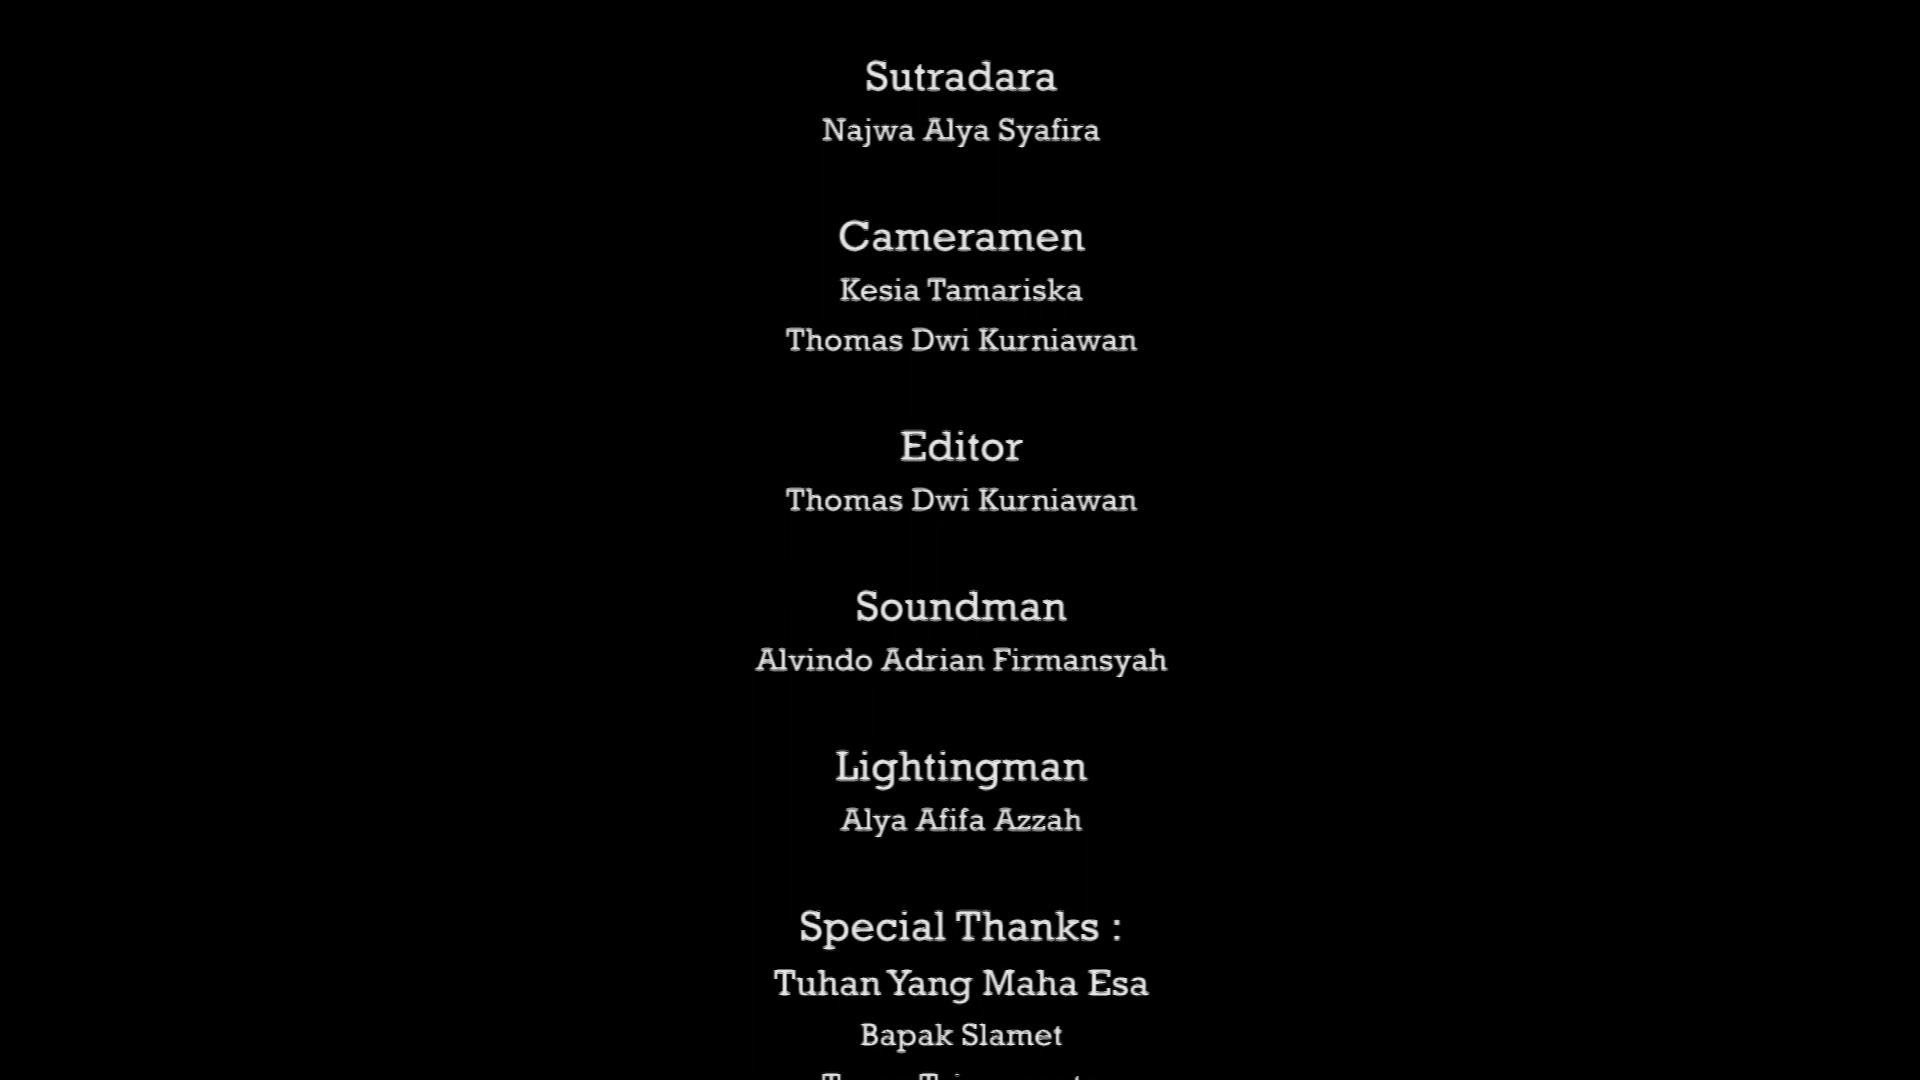 Sutradara
Najwa Alya Syafira
Cameramen
Kesia Tamariska
Thomas Dwi Kurniawan
Editor
Thomas Dwi Kurniawan
Soundman
Alvindo Adrian Firmansyah
Lightingman
Alya Afifa Azzah
Special Thanks :
Tuhan Yang Maha Esa
Bapak Slamet